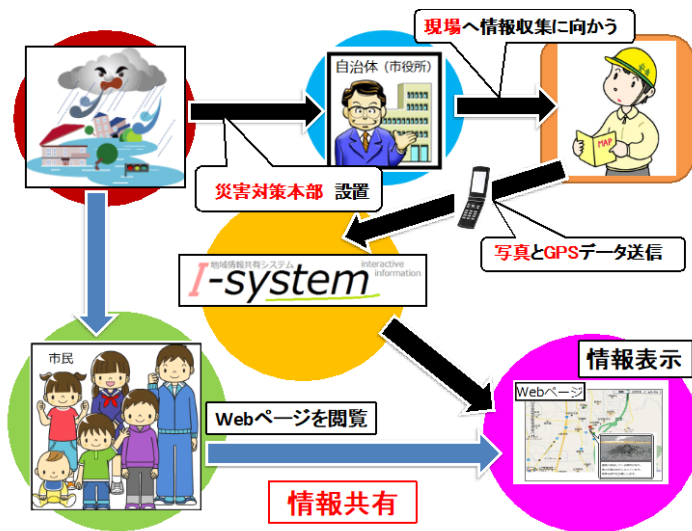 現場へ情報収集に向かう
自治体（市役所）
MAP
災害対策本部 設置
写真とGPSデータ送信
地域情報共有システム
interactive
information
I-system
情報表示
市民
Webページ
Webページを閲覧
情報共有